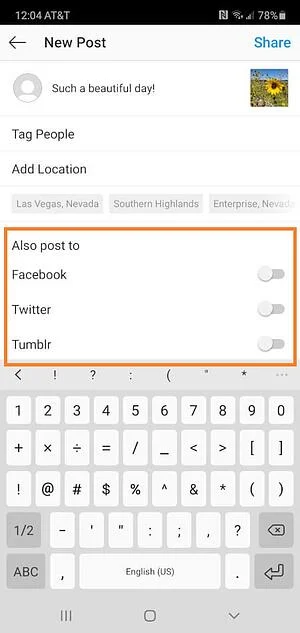 12:04 AT&T 78%
New Post Share
Such a beautiful day!
Tag People
Add Location
Las Vegas, Nevada Southern Highlands Enterprise, Nevada
Also post to
Facebook
Twitter
Tumblr
! ? : ( " *
1 2 3 4 5 6 7 8 9 0
+ × ÷ = / _ < > [ ]
! @ # $ % ^ & * ( )
1/2 - ' " : ; , ?
ABC , English (US) .